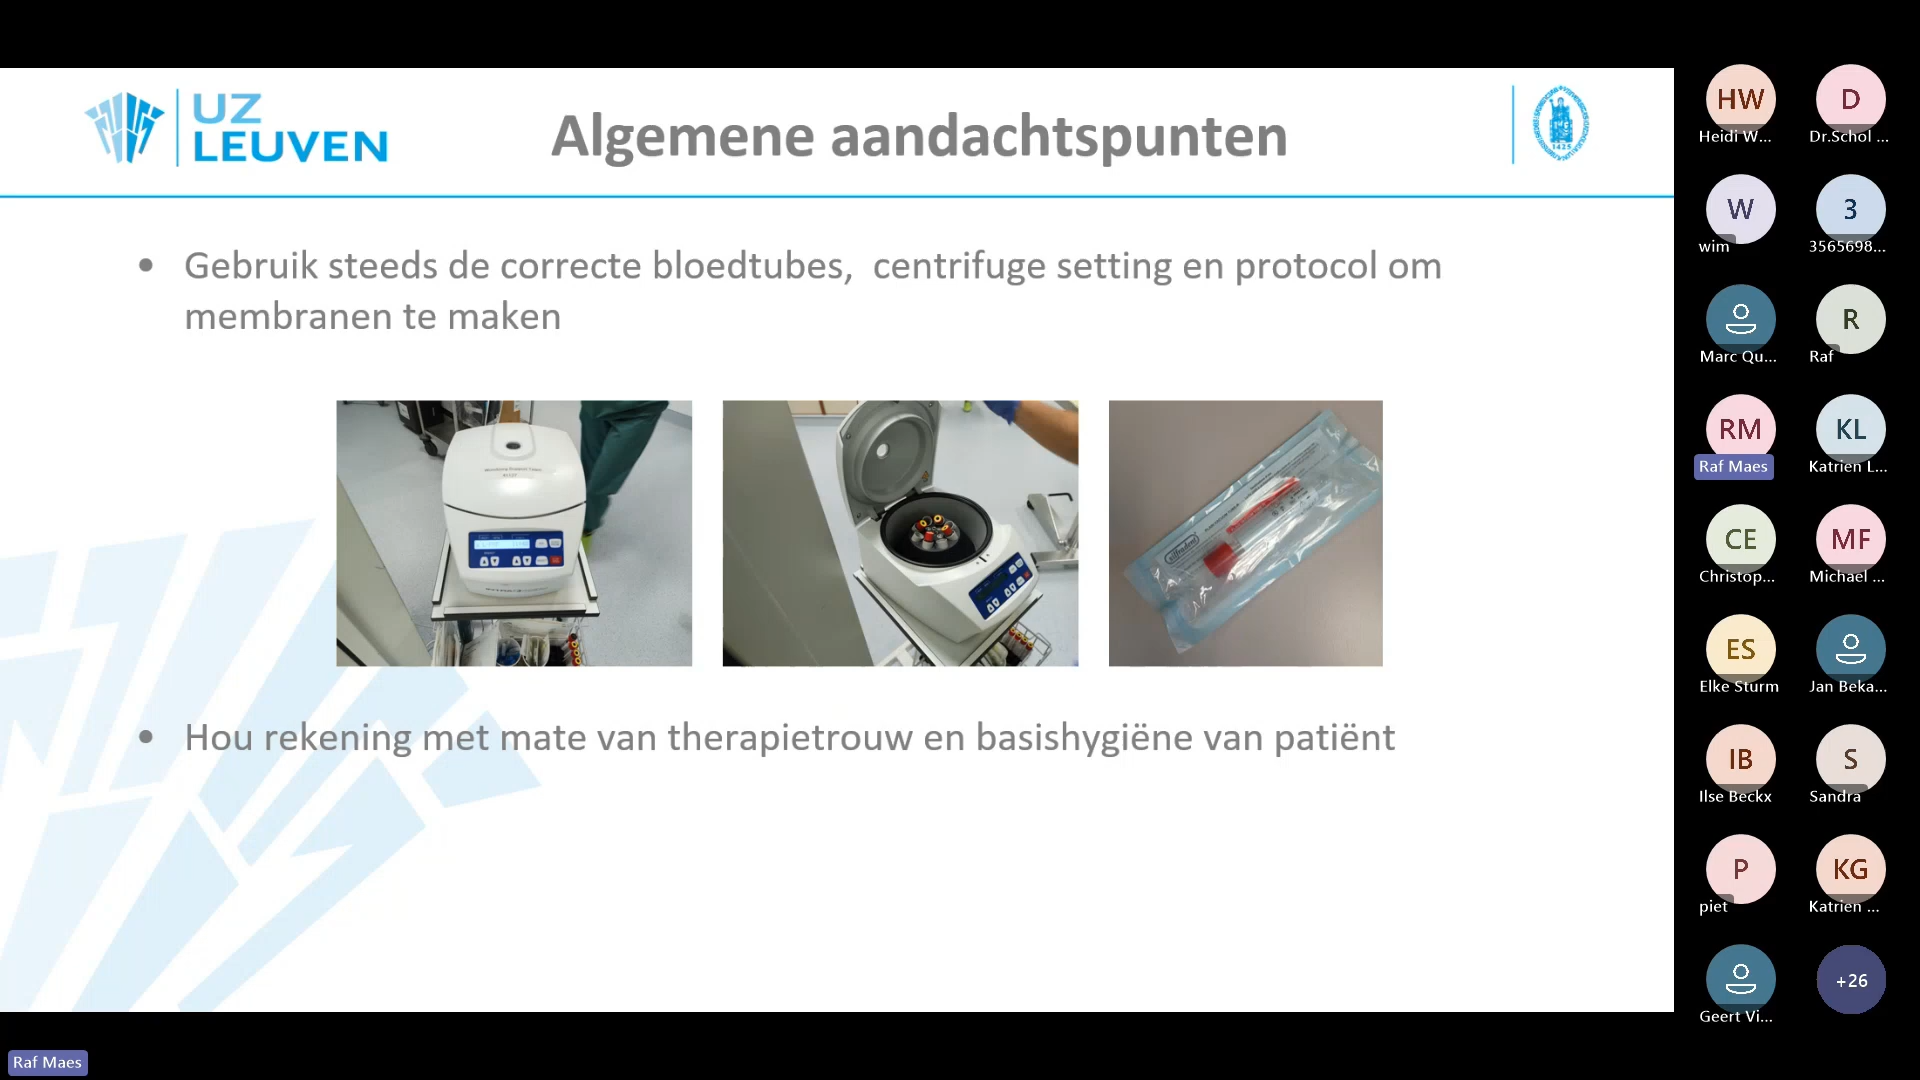 UZ
LEUVEN
Algemene aandachtspunten
1425
• Gebruik steeds de correcte bloedtubes, centrifuge setting en protocol om
membranen te maken
• Hou rekening met mate van therapietrouw en basishygiëne van patiënt
HW
Heidi W...
D
Dr.Schol ...
W
wim
3
3565698...
Marc Qu...
R
Raf
RM
Raf Maes
KL
Katrien L...
CE
Christop...
MF
Michael ...
ES
Elke Sturm
Jan Beka...
IB
Ilse Beckx
S
Sandra
P
piet
KG
Katrien ...
Geert Vi...
+26
Raf Maes